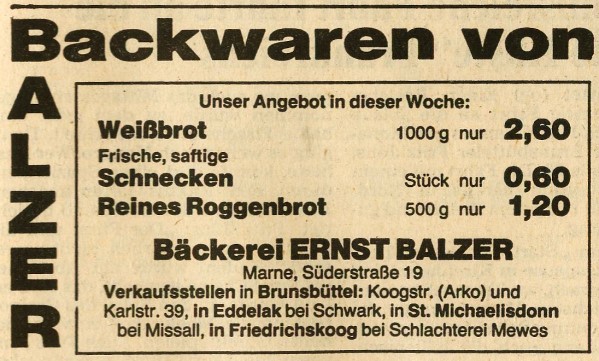 Backwaren von
BALZER
Unser Angebot in dieser Woche:
Weißbrot 1000 g nur 2,60
Frische, saftige
Schnecken Stück nur 0,60
Reines Roggenbrot 500 g nur 1,20
Bäckerei ERNST BALZER
Marne, Süderstraße 19
Verkaufsstellen in Brunsbüttel: Koogstr. (Arko) und
Karlstr. 39, in Eddelak bei Schwark, in St. Michaelisdonn
bei Missall, in Friedrichskoog bei Schlachterei Mewes